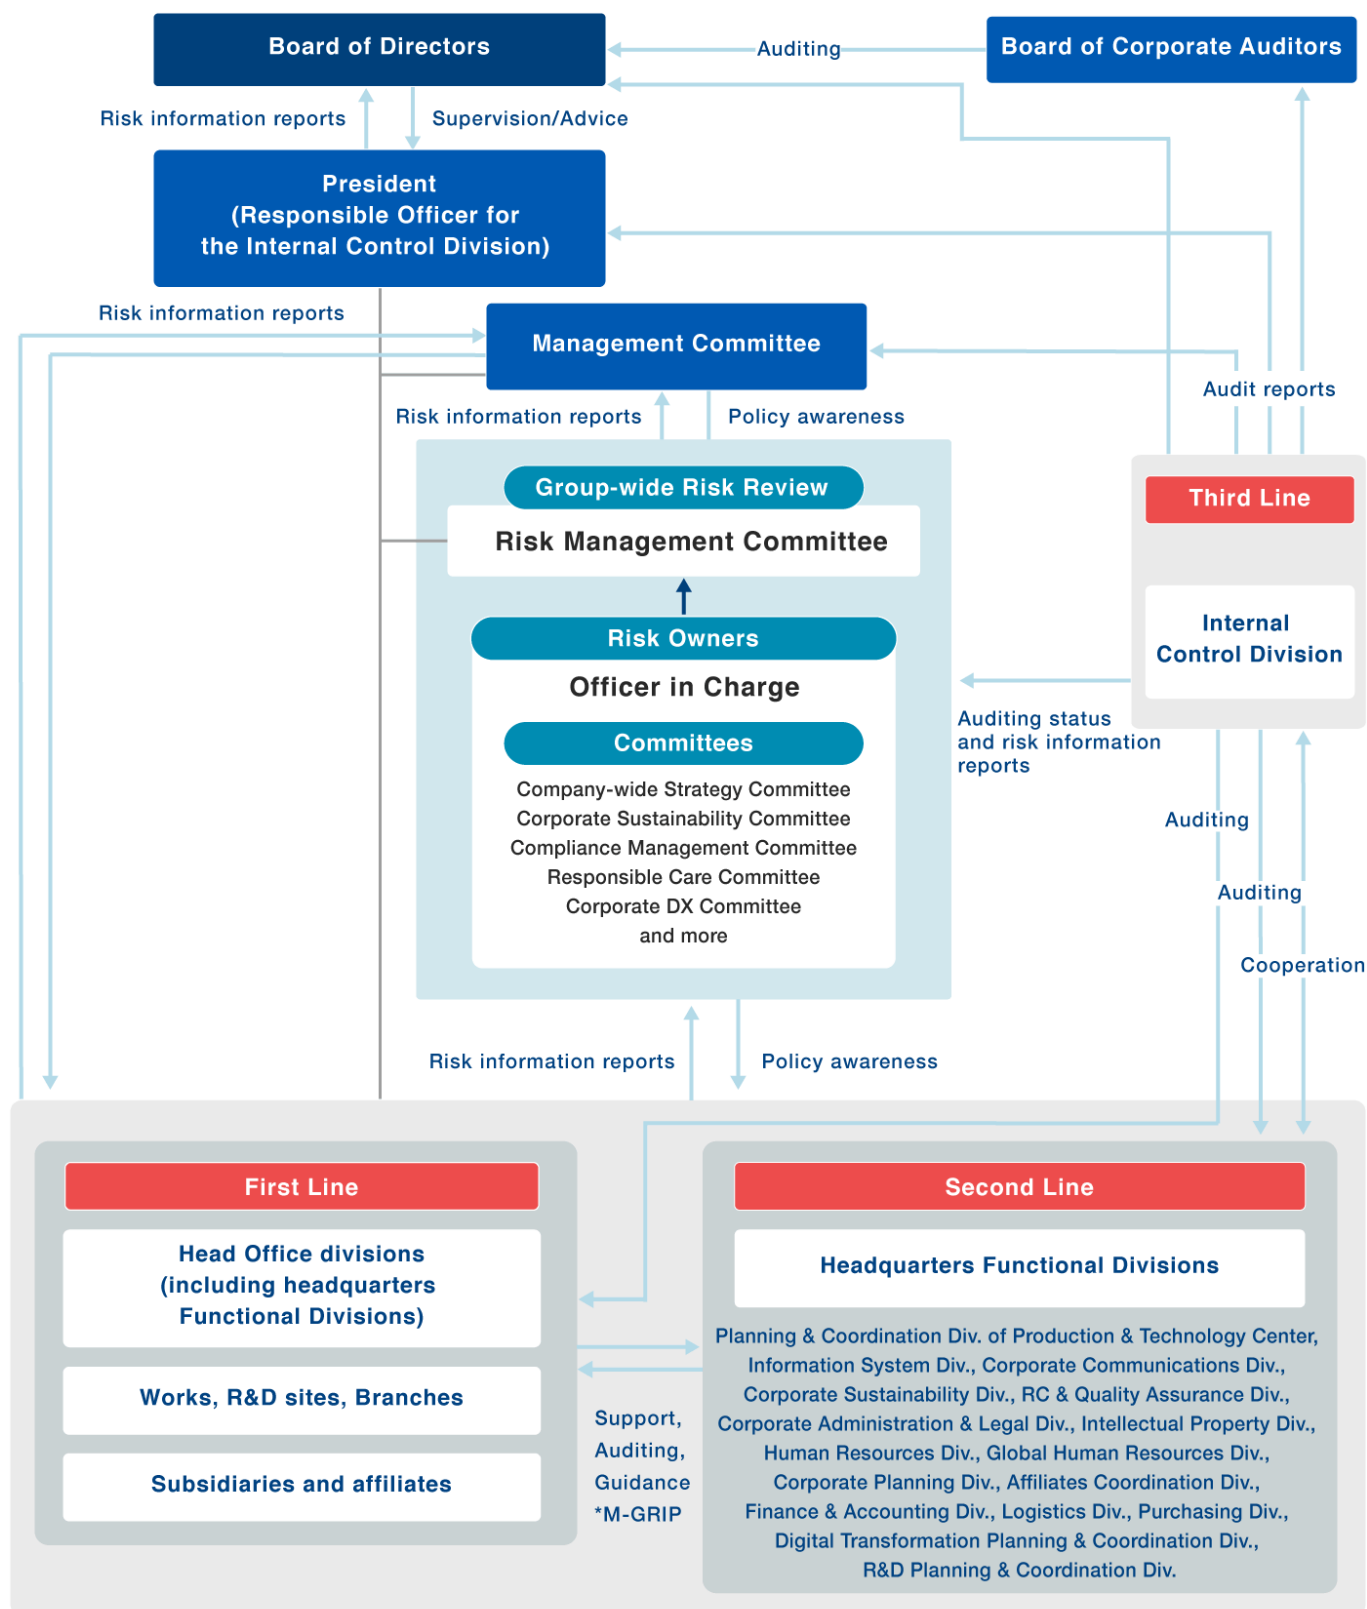 Board of Directors
Auditing
Board of Corporate Auditors
Risk information reports
Supervision/Advice
President
(Responsible Officer for
the Internal Control Division)
Risk information reports
Management Committee
Audit reports
Risk information reports
Policy awareness
Group-wide Risk Review
Risk Management Committee
Third Line
Internal
Control Division
Risk Owners
Officer in Charge
Committees
Company-wide Strategy Committee
Corporate Sustainability Committee
Compliance Management Committee
Responsible Care Committee
Corporate DX Committee
and more
Auditing status
and risk information
reports
Auditing
Auditing
Cooperation
Risk information reports
Policy awareness
First Line
Head Office divisions
(including headquarters
Functional Divisions)
Works, R&D sites, Branches
Subsidiaries and affiliates
Support,
Auditing,
Guidance
*M-GRIP
Second Line
Headquarters Functional Divisions
Planning & Coordination Div. of Production & Technology Center,
Information System Div., Corporate Communications Div.,
Corporate Sustainability Div., RC & Quality Assurance Div.,
Corporate Administration & Legal Div., Intellectual Property Div.,
Human Resources Div., Global Human Resources Div.,
Corporate Planning Div., Affiliates Coordination Div.,
Finance & Accounting Div., Logistics Div., Purchasing Div.,
Digital Transformation Planning & Coordination Div.,
R&D Planning & Coordination Div.